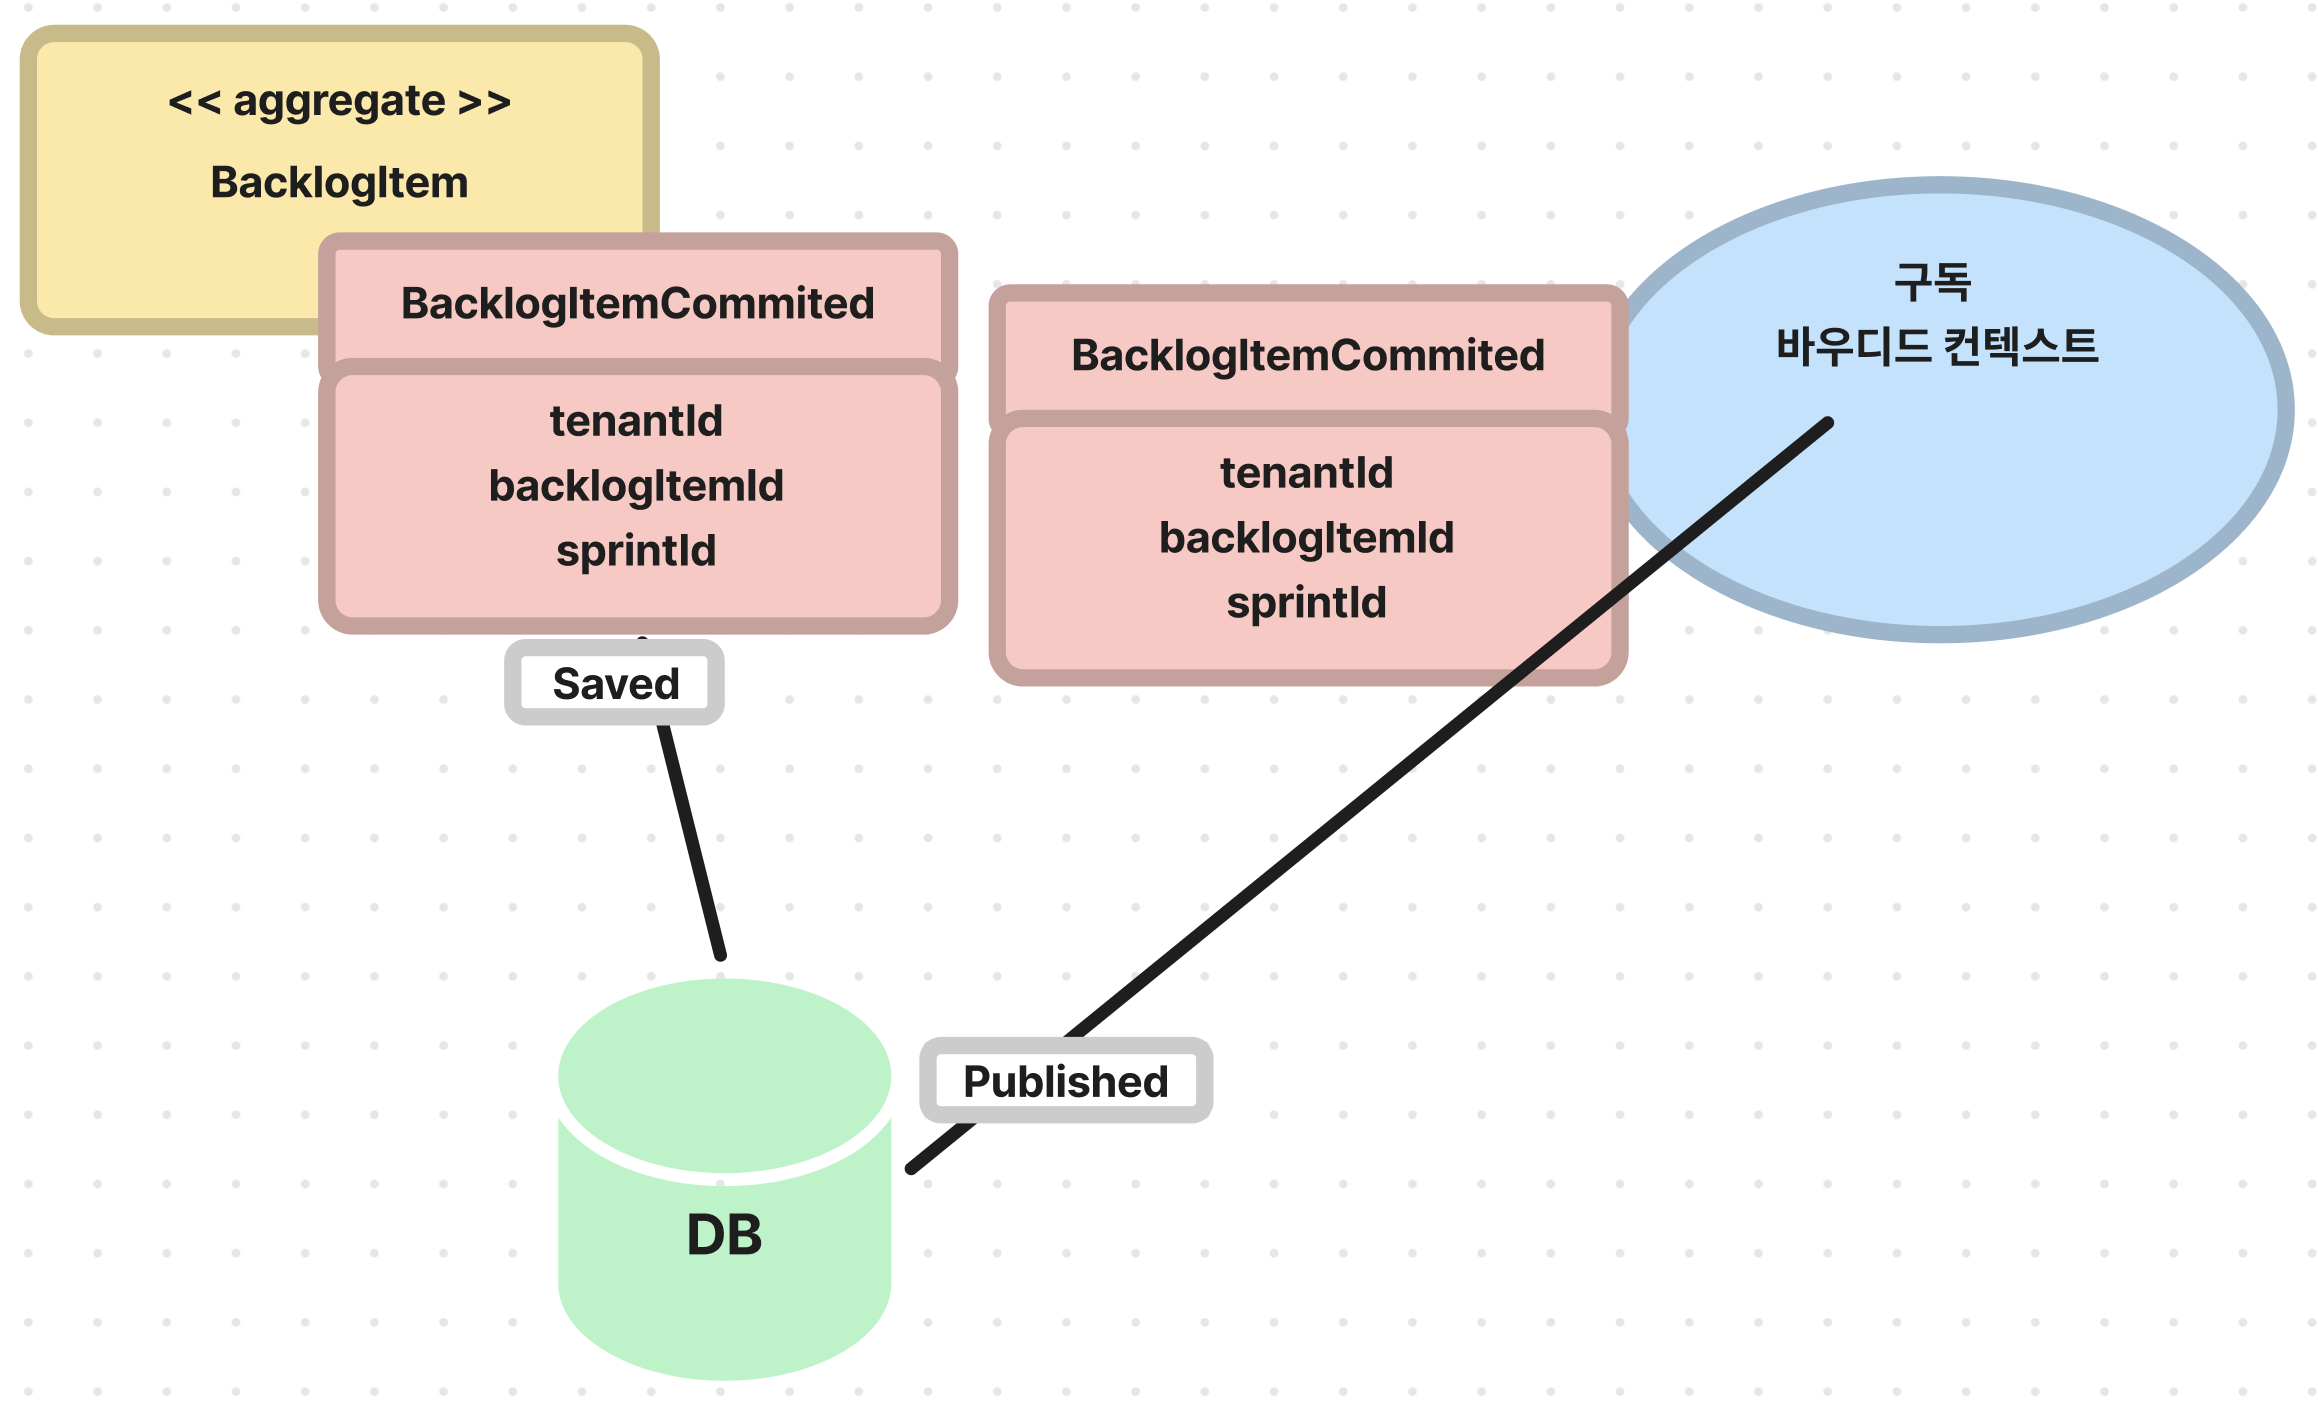 << aggregate >>
BacklogItem
BacklogItemCommited
tenantId
backlogItemId
sprintId
BacklogItemCommited
tenantId
backlogItemId
sprintId
구독
바우디드 컨텍스트
Saved
Published
DB